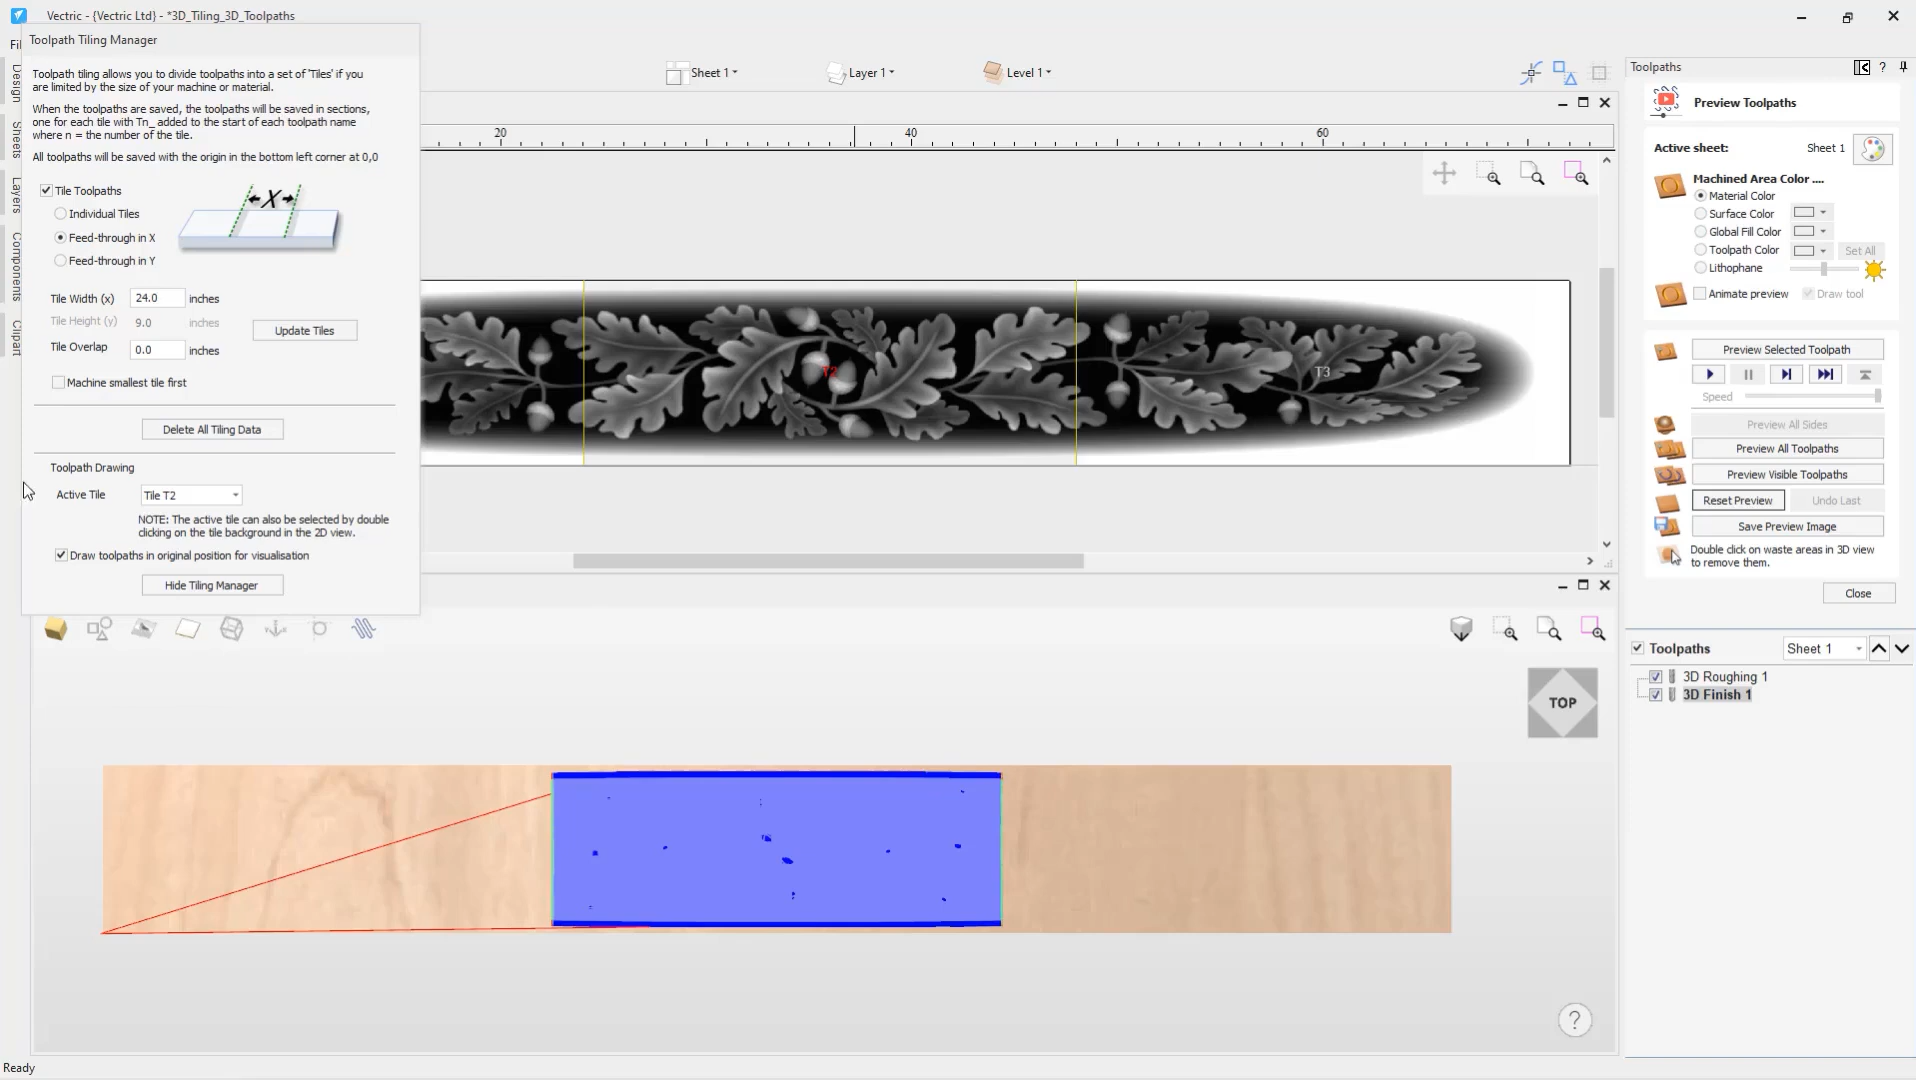 Vectric - {Vectric Ltd} - *3D_Tiling_3D_Toolpaths
Toolpath Tiling Manager
Toolpath tiling allows you to divide toolpaths into a set of 'Tiles' if you
are limited by the size of your machine or material.
When the toolpaths are saved, the toolpaths will be saved in sections,
one for each tile with Tn_ added to the start of each toolpath name
where n = the number of the tile.
All toolpaths will be saved with the origin in the bottom left corner at 0,0
Tile Toolpaths
Individual Tiles
Feed-through in X
Feed-through in Y
X
Tile Width (x) 24.0 inches
Tile Height (y) 9.0 inches
Update Tiles
Tile Overlap 0.0 inches
Machine smallest tile first
Delete All Tiling Data
Toolpath Drawing
Active Tile Tile T2
NOTE: The active tile can also be selected by double
clicking on the tile background in the 2D view.
Draw toolpaths in original position for visualisation
Hide Tiling Manager
Design
Sheets
Layers
Components
Clipart
Sheet 1
Layer 1
Level 1
20
40
60
T2
T3
TOP
?
Toolpaths
?
Preview Toolpaths
Active sheet: Sheet 1
Machined Area Color ....
Material Color
Surface Color
Global Fill Color
Toolpath Color Set All
Lithophane
Animate preview Draw tool
Preview Selected Toolpath
Speed
Preview All Sides
Preview All Toolpaths
Preview Visible Toolpaths
Reset Preview Undo Last
Save Preview Image
Double click on waste areas in 3D view
to remove them.
Close
Toolpaths Sheet 1
3D Roughing 1
3D Finish 1
Ready